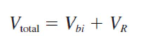 V_total = V_bi + V_R